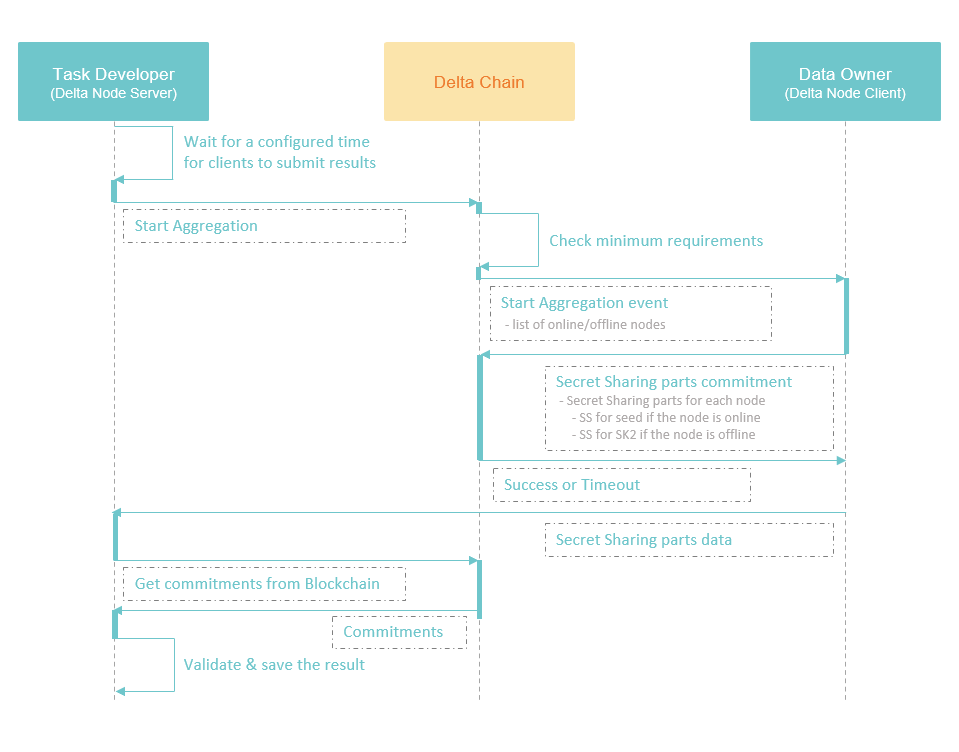 Task Developer
(Delta Node Server)
Delta Chain
Data Owner
(Delta Node Client)
Wait for a configured time
for clients to submit results
Start Aggregation
Check minimum requirements
Start Aggregation event
- list of online/offline nodes
Secret Sharing parts commitment
- Secret Sharing parts for each node
- SS for seed if the node is online
- SS for SK2 if the node is offline
Success or Timeout
Secret Sharing parts data
Get commitments from Blockchain
Commitments
Validate & save the result